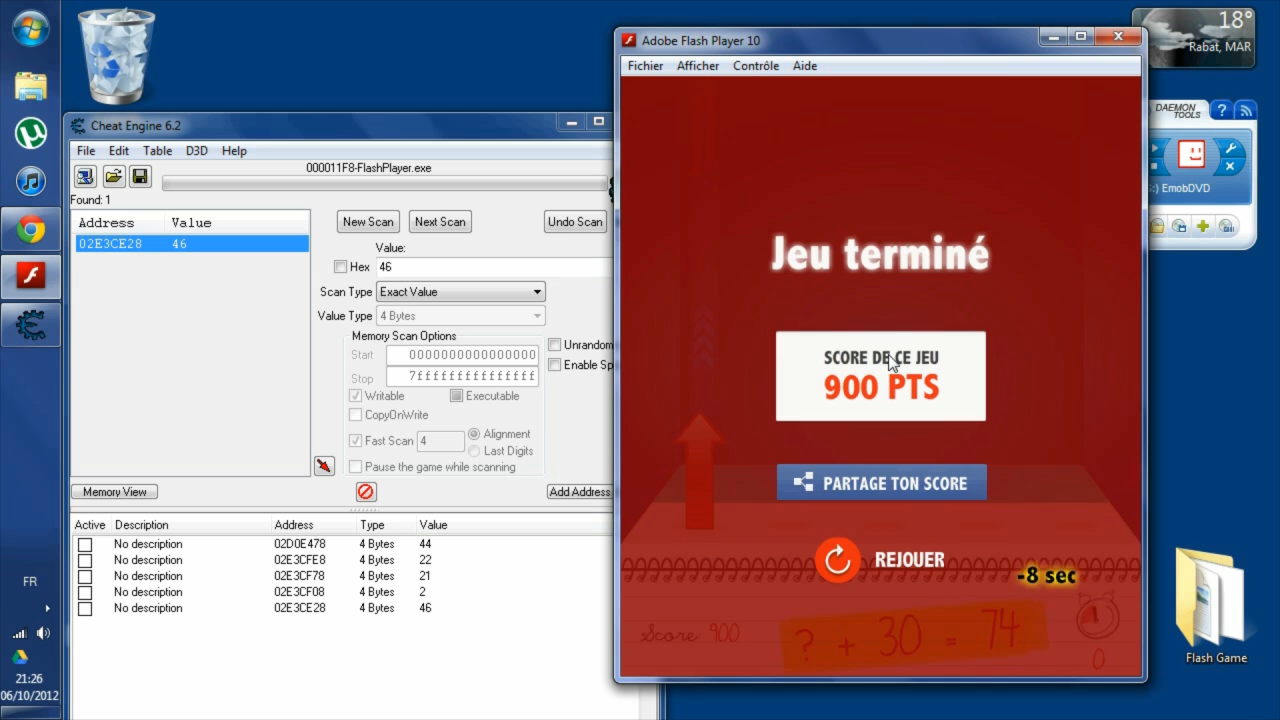 18°
Rabat, MAR
DAEMON TOOLS
?
:) EmobDVD
Cheat Engine 6.2
File Edit Table D3D Help
000011F8-FlashPlayer.exe
Found: 1
Address Value
02E3CE28 46
New Scan Next Scan Undo Scan
Value:
Hex 46
Scan Type Exact Value
Value Type 4 Bytes
Memory Scan Options
Start 0000000000000000
Stop 7fffffffffffffff
Writable Executable
CopyOnWrite
Fast Scan 4 Alignment
Last Digits
Pause the game while scanning
Unrandom
Enable Sp
Memory View Add Address
Active Description Address Type Value
No description 02D0E478 4 Bytes 44
No description 02E3CFE8 4 Bytes 22
No description 02E3CF78 4 Bytes 21
No description 02E3CF08 4 Bytes 2
No description 02E3CE28 4 Bytes 46
Adobe Flash Player 10
Fichier Afficher Contrôle Aide
Jeu terminé
SCORE DE CE JEU
900 PTS
PARTAGE TON SCORE
REJOUER
-8 sec
Score 900
? + 30 = 74
0
Flash Game
FR
21:26
06/10/2012